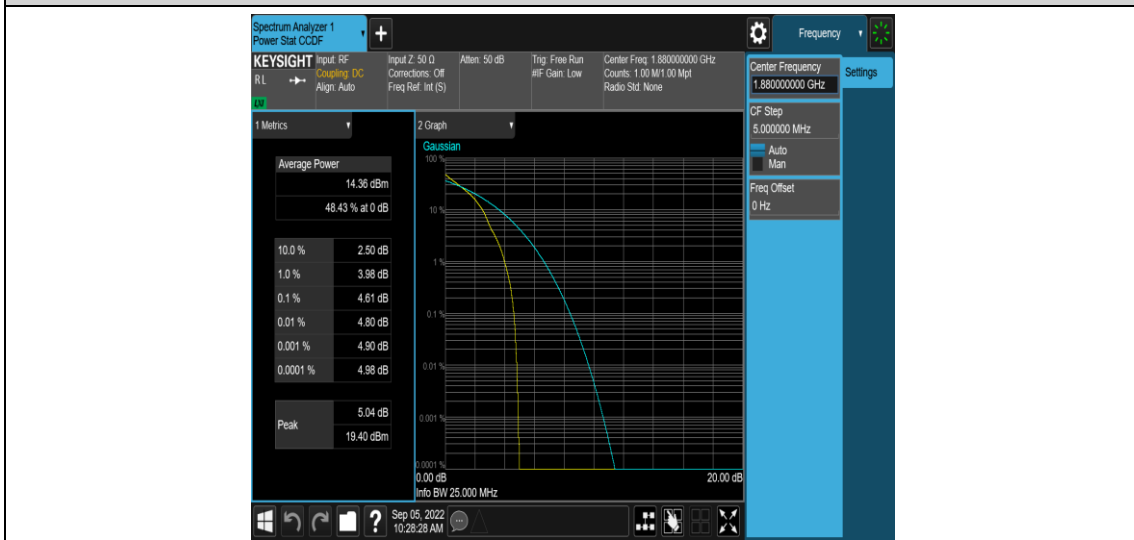 Spectrum Analyzer 1
Power Stat CCDF
Frequency
KEYSIGHT
RL
LXI
Input: RF
Coupling: DC
Align: Auto
Input Z: 50 Ω
Corrections: Off
Freq Ref: Int (S)
Atten: 50 dB
Trig: Free Run
#IF Gain: Low
Center Freq: 1.880000000 GHz
Counts: 1.00 M/1.00 Mpt
Radio Std: None
Center Frequency
1.880000000 GHz
Settings
CF Step
5.000000 MHz
Auto
Man
Freq Offset
0 Hz
1 Metrics
Average Power
14.36 dBm
48.43 % at 0 dB
10.0 % 2.50 dB
1.0 % 3.98 dB
0.1 % 4.61 dB
0.01 % 4.80 dB
0.001 % 4.90 dB
0.0001 % 4.98 dB
Peak 5.04 dB
19.40 dBm
2 Graph
Gaussian
100 %
10 %
1 %
0.1 %
0.01 %
0.001 %
0.0001 %
0.00 dB 20.00 dB
Info BW 25.000 MHz
Sep 05, 2022
10:28:28 AM